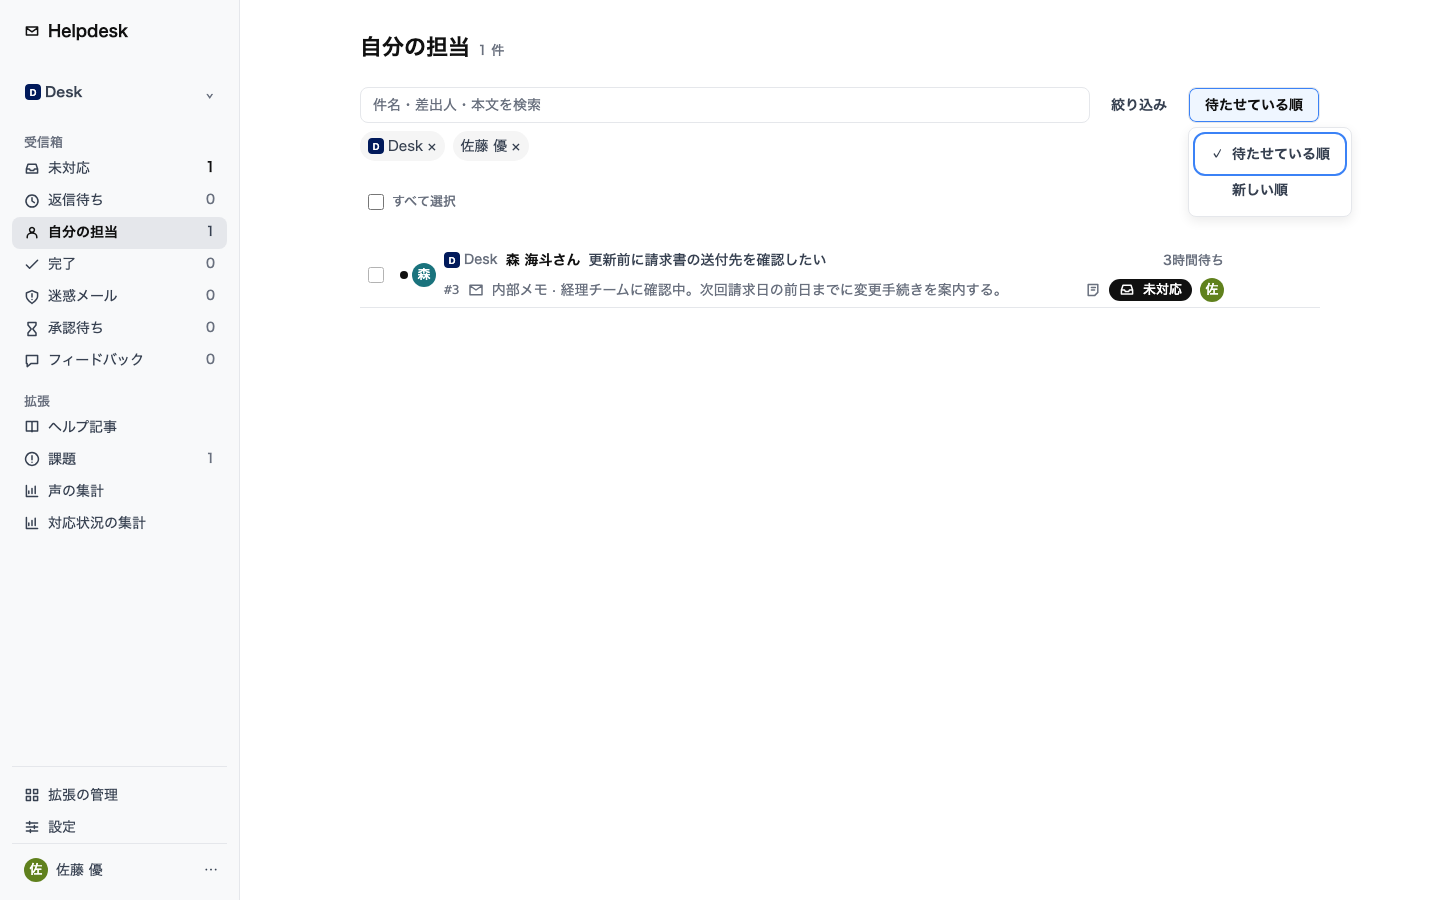 Helpdesk
D Desk
受信箱
未対応 1
返信待ち 0
自分の担当 1
完了 0
迷惑メール 0
承認待ち 0
フィードバック 0
拡張
ヘルプ記事
課題 1
声の集計
対応状況の集計
拡張の管理
設定
佐 佐藤 優 …
自分の担当 1 件
件名・差出人・本文を検索 絞り込み 待たせている順
D Desk × 佐藤 優 ×
✓ 待たせている順
新しい順
すべて選択
森 D Desk 森 海斗さん 更新前に請求書の送付先を確認したい 3時間待ち
#3 内部メモ · 経理チームに確認中。次回請求日の前日までに変更手続きを案内する。 未対応 佐